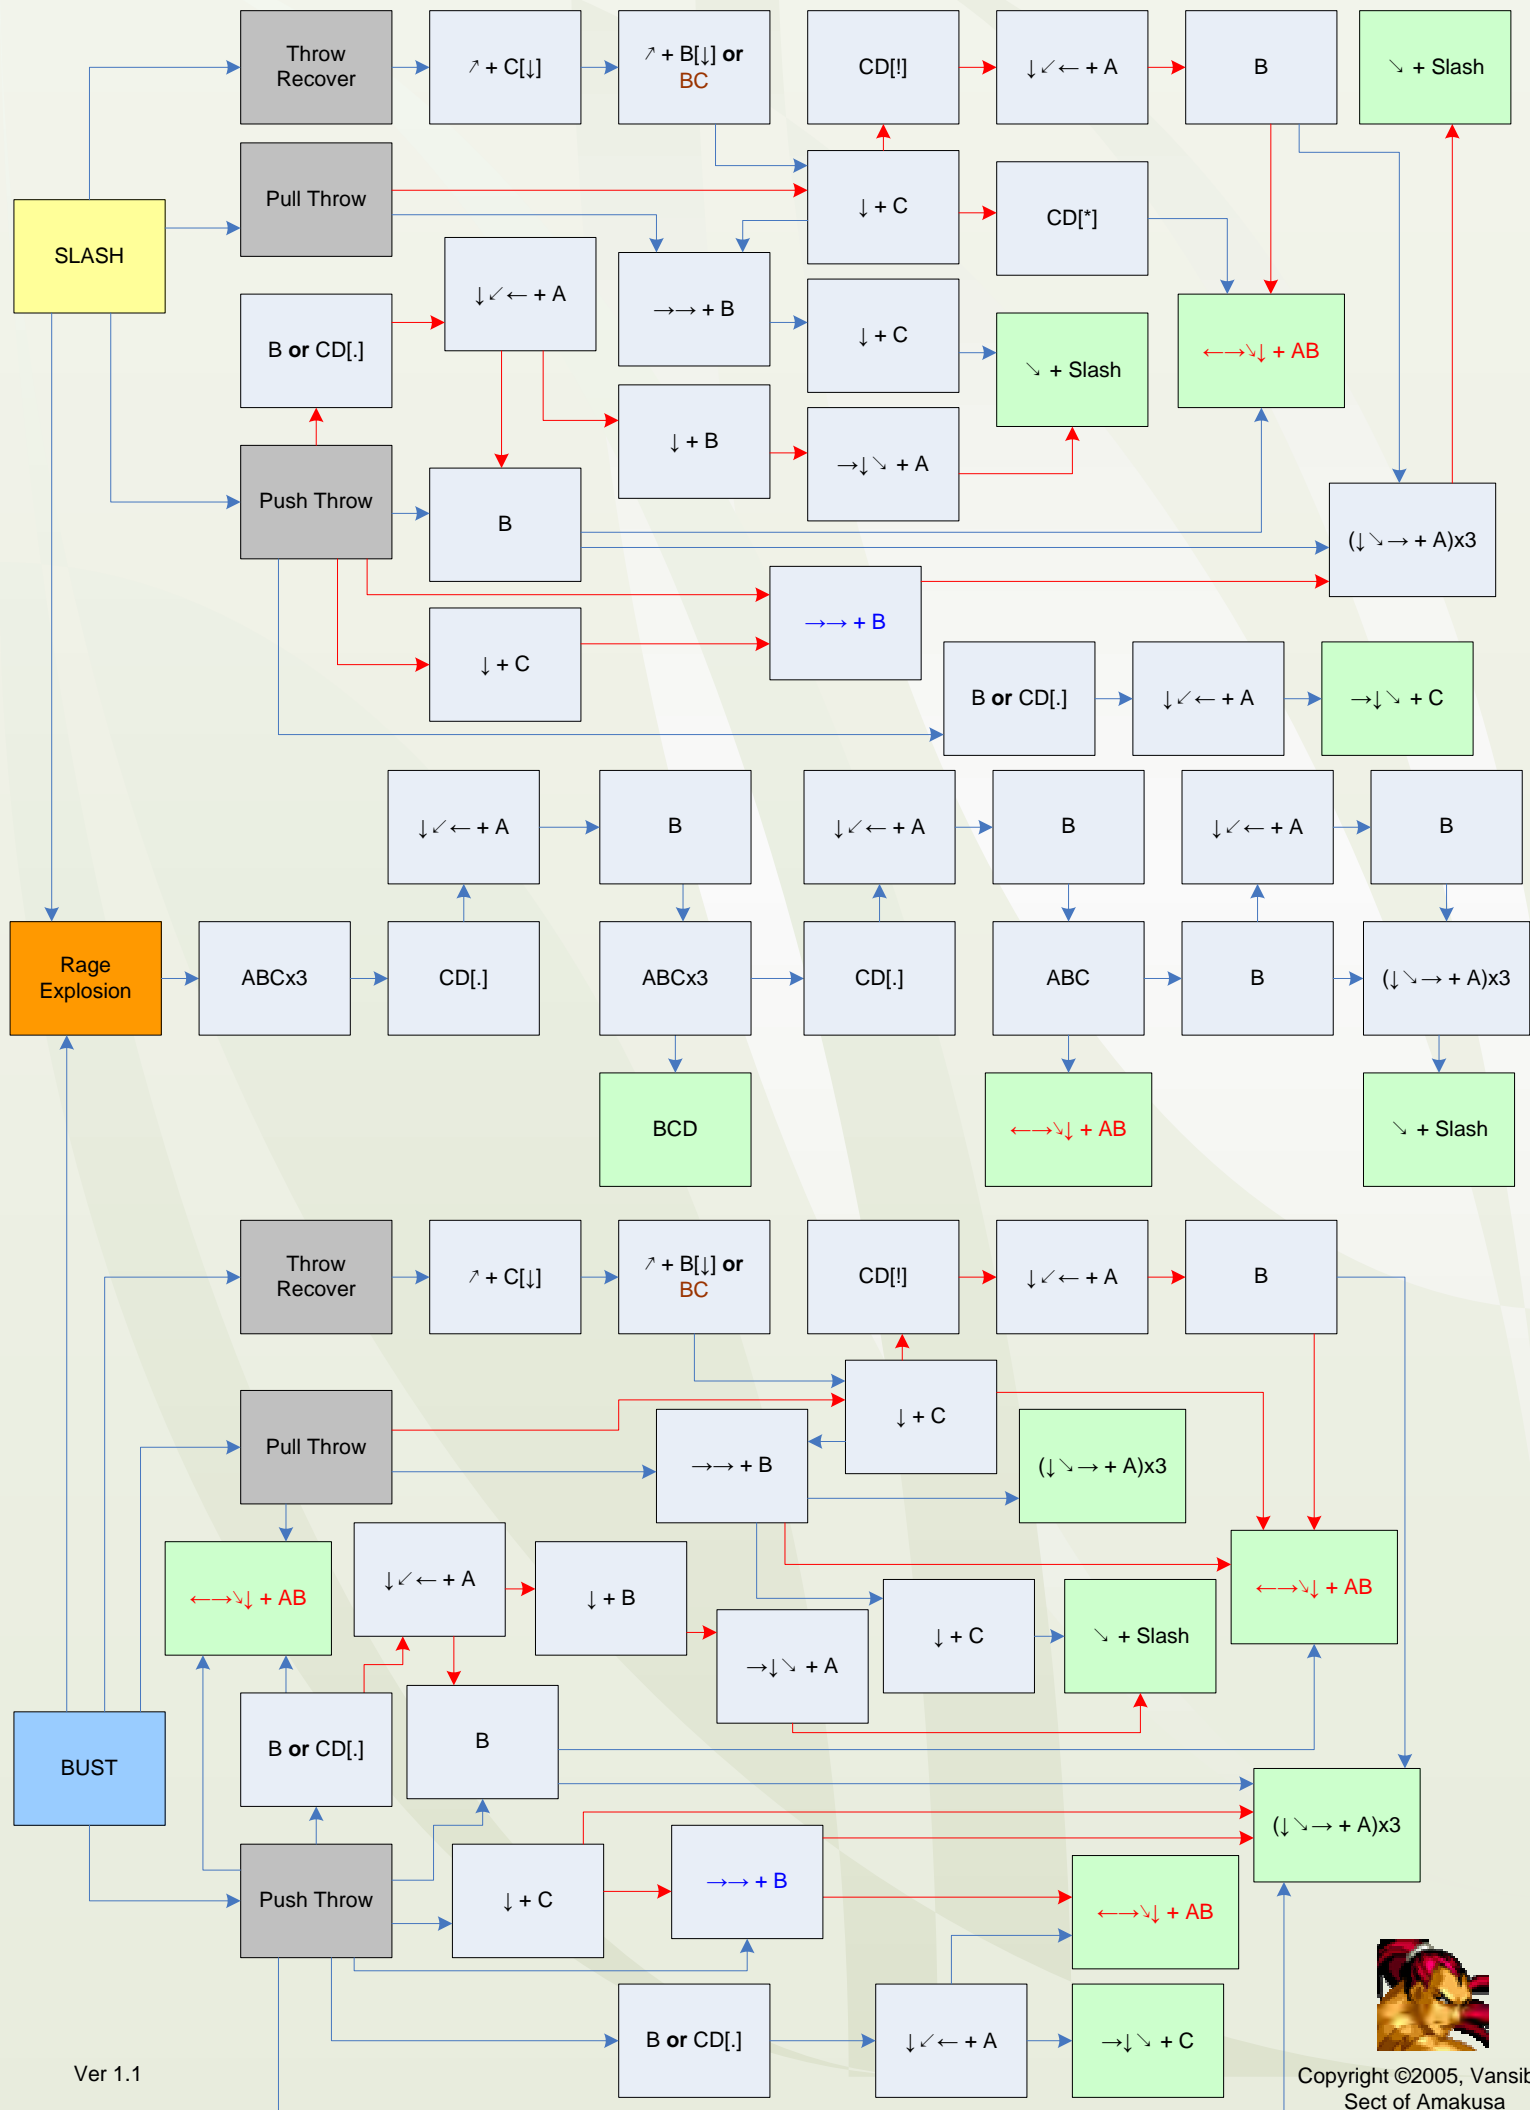 Throw
Recover
↗ + C[↓]
↗ + B[↓] or
BC
CD[!]
↓↙← + A
B
↘ + Slash
Pull Throw
↓ + C
CD[*]
SLASH
↓↙← + A
→→ + B
↓ + C
B or CD[.]
↘ + Slash
←→↘↓ + AB
↓ + B
→↓↘ + A
Push Throw
B
(↓↘→ + A)x3
→→ + B
↓ + C
B or CD[.]
↓↙← + A
→↓↘ + C
↓↙← + A
B
↓↙← + A
B
↓↙← + A
B
Rage
Explosion
ABCx3
CD[.]
ABCx3
CD[.]
ABC
B
(↓↘→ + A)x3
BCD
←→↘↓ + AB
↘ + Slash
Throw
Recover
↗ + C[↓]
↗ + B[↓] or
BC
CD[!]
↓↙← + A
B
Pull Throw
↓ + C
→→ + B
(↓↘→ + A)x3
←→↘↓ + AB
↓↙← + A
↓ + B
←→↘↓ + AB
↓ + C
↘ + Slash
→↓↘ + A
B or CD[.]
B
BUST
(↓↘→ + A)x3
Push Throw
↓ + C
→→ + B
←→↘↓ + AB
B or CD[.]
↓↙← + A
→↓↘ + C
Ver 1.1
Copyright ©2005, Vansib
Sect of Amakusa